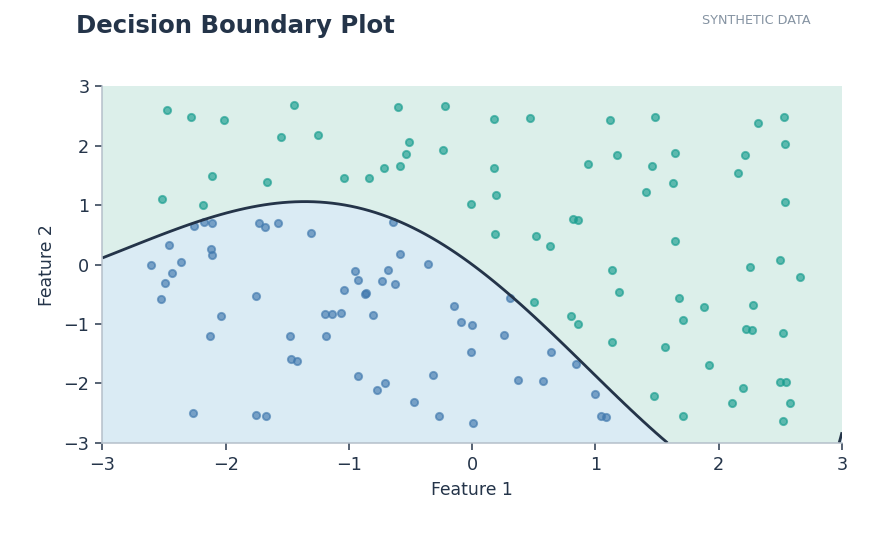 Decision Boundary Plot
SYNTHETIC DATA
3
2
1
0
−1
−2
−3
Feature 2
−3 −2 −1 0 1 2 3
Feature 1